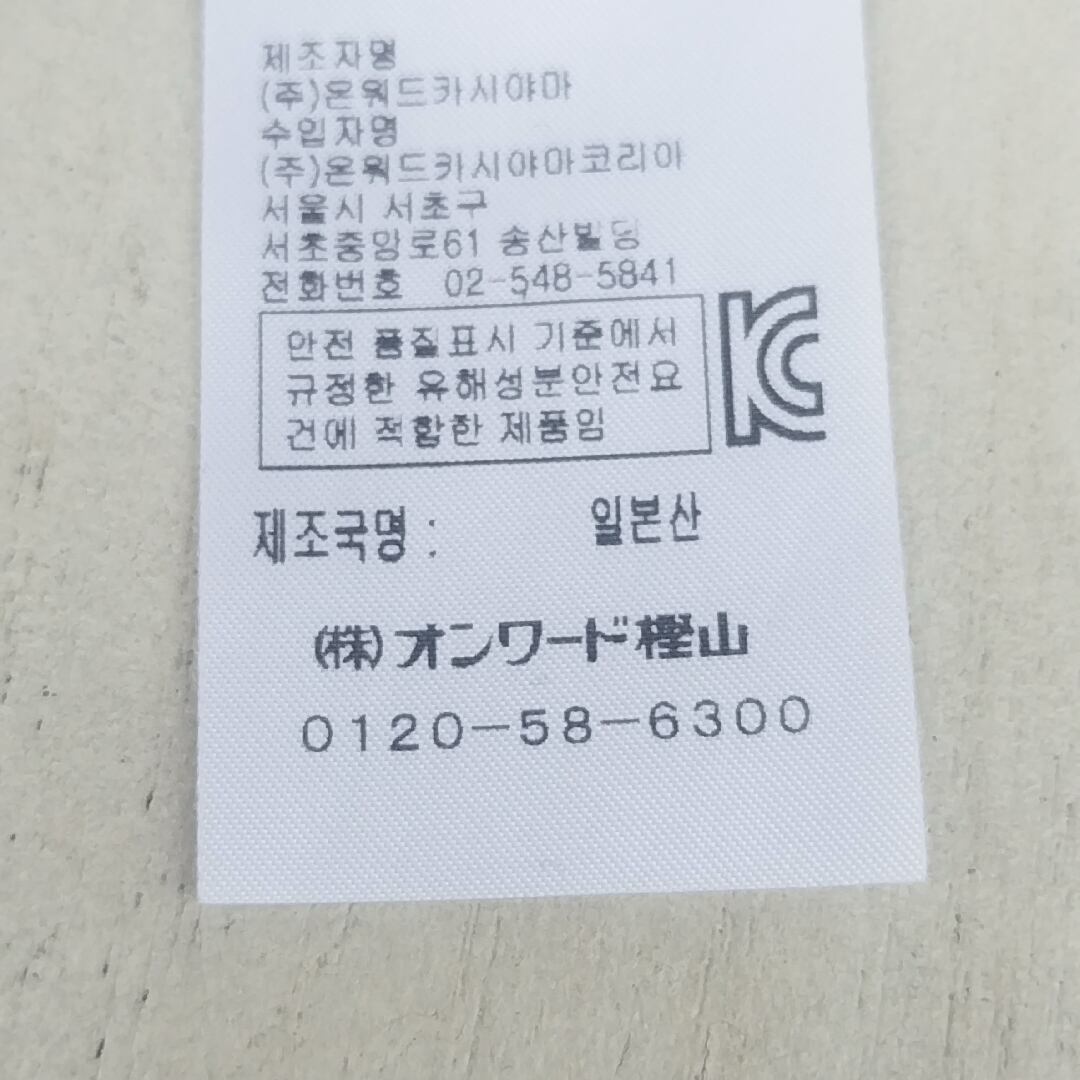 제조자명
(주)온워드카시야마
수입자명
(주)온워드카시야마코리아
서울시 서초구
서초중앙로61 송산빌딩
전화번호 02-548-5841
안전 품질표시 기준에서
규정한 유해성분안전요
건에 적합한 제품임
KC
제조국명 : 일본산
㈱オンワード樫山
0120-58-6300